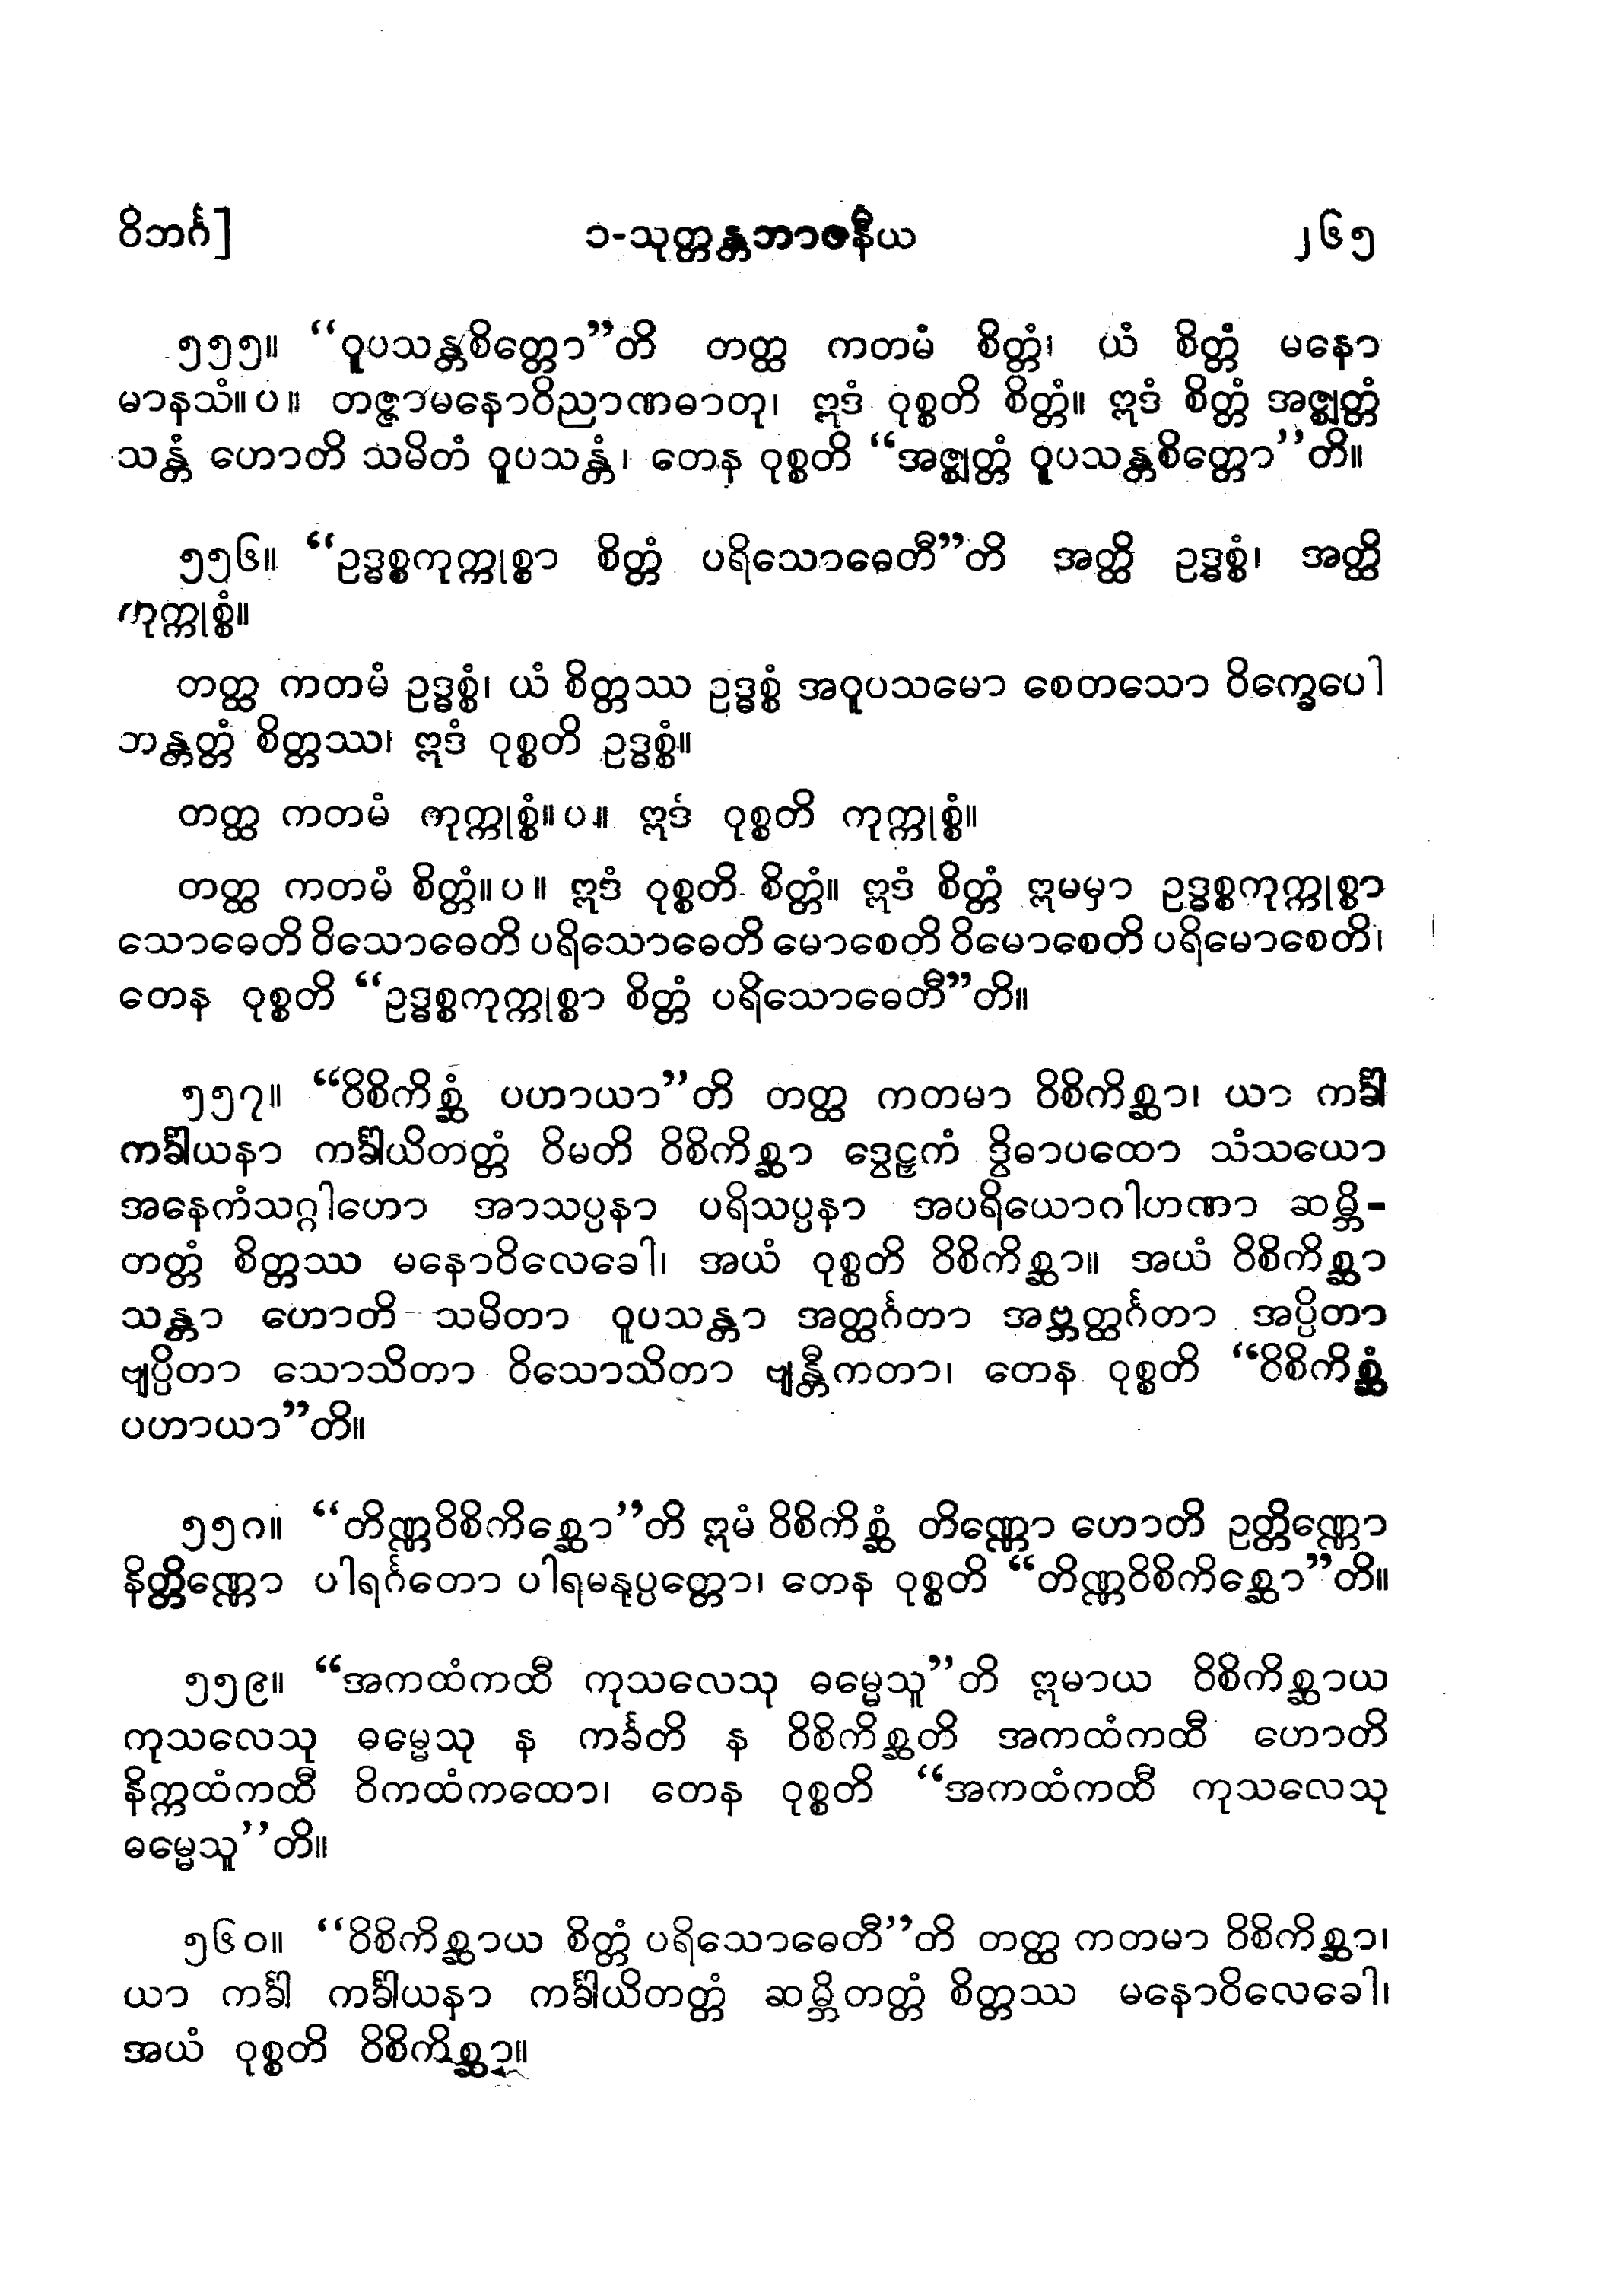 ဝိဘင်္ဂ] ၁-သုတ္တန္တဘာဇနီယ ၂၆၅
၅၅၅။ “ဝူပသန္တစိတ္တော”တိ တတ္ထ ကတမံ စိတ္တံ၊ ယံ စိတ္တံ မနော
မာနသံ။ပ။ တဇ္ဇာမနောဝိညာဏဓာတု၊ ဣဒံ ဝုစ္စတိ စိတ္တံ။ ဣဒံ စိတ္တံ အဇ္ဈတ္တံ
သန္တံ ဟောတိ သမိတံ ဝူပသန္တံ၊ တေန ဝုစ္စတိ “အဇ္ဈတ္တံ ဝူပသန္တစိတ္တော”တိ။
၅၅၆။ “ဥဒ္ဓစ္စကုက္ကုစ္စာ စိတ္တံ ပရိသောဓေတီ”တိ အတ္ထိ ဥဒ္ဓစ္စံ၊ အတ္ထိ
ကုက္ကုစ္စံ။
တတ္ထ ကတမံ ဥဒ္ဓစ္စံ၊ ယံ စိတ္တဿ ဥဒ္ဓစ္စံ အဝူပသမော စေတသော ဝိက္ခေပေါ
ဘန္တတ္တံ စိတ္တဿ၊ ဣဒံ ဝုစ္စတိ ဥဒ္ဓစ္စံ။
တတ္ထ ကတမံ ကုက္ကုစ္စံ။ပ။ ဣဒံ ဝုစ္စတိ ကုက္ကုစ္စံ။
တတ္ထ ကတမံ စိတ္တံ။ပ။ ဣဒံ ဝုစ္စတိ စိတ္တံ။ ဣဒံ စိတ္တံ ဣမမှာ ဥဒ္ဓစ္စကုက္ကုစ္စာ
သောဓေတိ ဝိသောဓေတိ ပရိသောဓေတိ မောစေတိ ဝိမောစေတိ ပရိမောစေတိ၊
တေန ဝုစ္စတိ “ဥဒ္ဓစ္စကုက္ကုစ္စာ စိတ္တံ ပရိသောဓေတီ”တိ။
၅၅၇။ “ဝိစိကိစ္ဆံ ပဟာယာ”တိ တတ္ထ ကတမာ ဝိစိကိစ္ဆာ၊ ယာ ကင်္ခါ
ကင်္ခါယနာ ကင်္ခါယိတတ္တံ ဝိမတိ ဝိစိကိစ္ဆာ ဒွေဠှကံ ဒွိဓာပထော သံသယော
အနေကံသဂ္ဂါဟော အာသပ္ပနာ ပရိသပ္ပနာ အပရိယောဂါဟဏာ ဆမ္ဘိ-
တတ္တံ စိတ္တဿ မနောဝိလေခေါ၊ အယံ ဝုစ္စတိ ဝိစိကိစ္ဆာ။ အယံ ဝိစိကိစ္ဆာ
သန္တာ ဟောတိ သမိတာ ဝူပသန္တာ အတ္ထင်္ဂတာ အဗ္ဘတ္ထင်္ဂတာ အပ္ပိတာ
ဗျပ္ပိတာ သောသိတာ ဝိသောသိတာ ဗျန္တီကတာ၊ တေန ဝုစ္စတိ “ဝိစိကိစ္ဆံ
ပဟာယာ”တိ။
၅၅၈။ “တိဏ္ဏဝိစိကိစ္ဆော”တိ ဣမံ ဝိစိကိစ္ဆံ တိဏ္ဏော ဟောတိ ဥတ္တိဏ္ဏော
နိတ္တိဏ္ဏော ပါရင်္ဂတော ပါရမနုပ္ပတ္တော၊ တေန ဝုစ္စတိ “တိဏ္ဏဝိစိကိစ္ဆော”တိ။
၅၅၉။ “အကထံကထီ ကုသလေသု ဓမ္မေသူ”တိ ဣမာယ ဝိစိကိစ္ဆာယ
ကုသလေသု ဓမ္မေသု န ကင်္ခတိ န ဝိစိကိစ္ဆတိ အကထံကထီ ဟောတိ
နိက္ကထံကထီ ဝိကထံကထော၊ တေန ဝုစ္စတိ “အကထံကထီ ကုသလေသု
ဓမ္မေသူ”တိ။
၅၆၀။ “ဝိစိကိစ္ဆာယ စိတ္တံ ပရိသောဓေတီ”တိ တတ္ထ ကတမာ ဝိစိကိစ္ဆာ၊
ယာ ကင်္ခါ ကင်္ခါယနာ ကင်္ခါယိတတ္တံ ဆမ္ဘိတတ္တံ စိတ္တဿ မနောဝိလေခေါ၊
အယံ ဝုစ္စတိ ဝိစိကိစ္ဆာ။